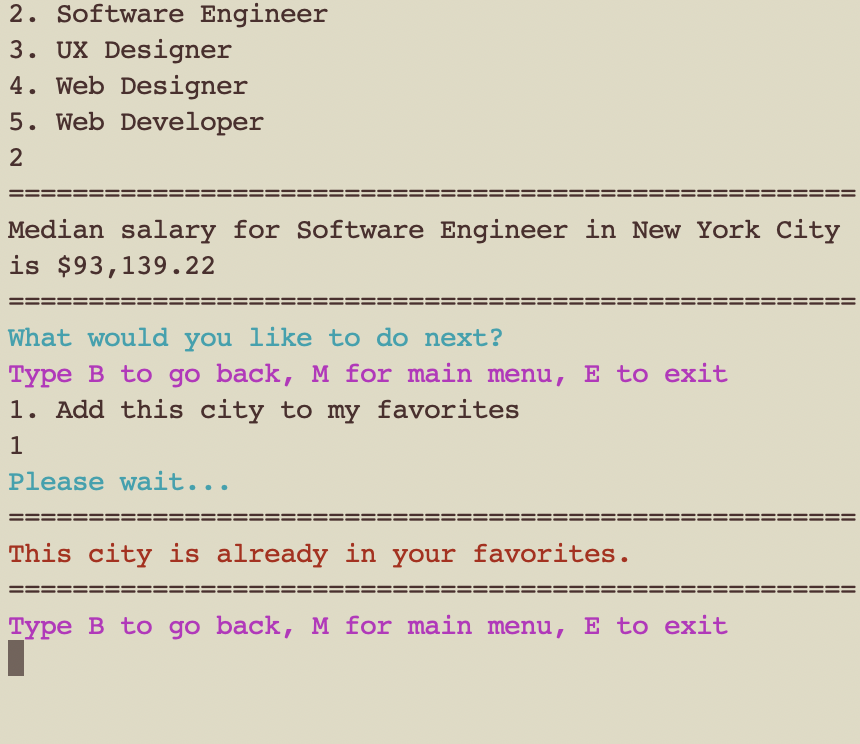 2. Software Engineer
3. UX Designer
4. Web Designer
5. Web Developer
2
=====================================================
Median salary for Software Engineer in New York City
is $93,139.22
=====================================================
What would you like to do next?
Type B to go back, M for main menu, E to exit
1. Add this city to my favorites
1
Please wait...
=====================================================
This city is already in your favorites.
=====================================================
Type B to go back, M for main menu, E to exit